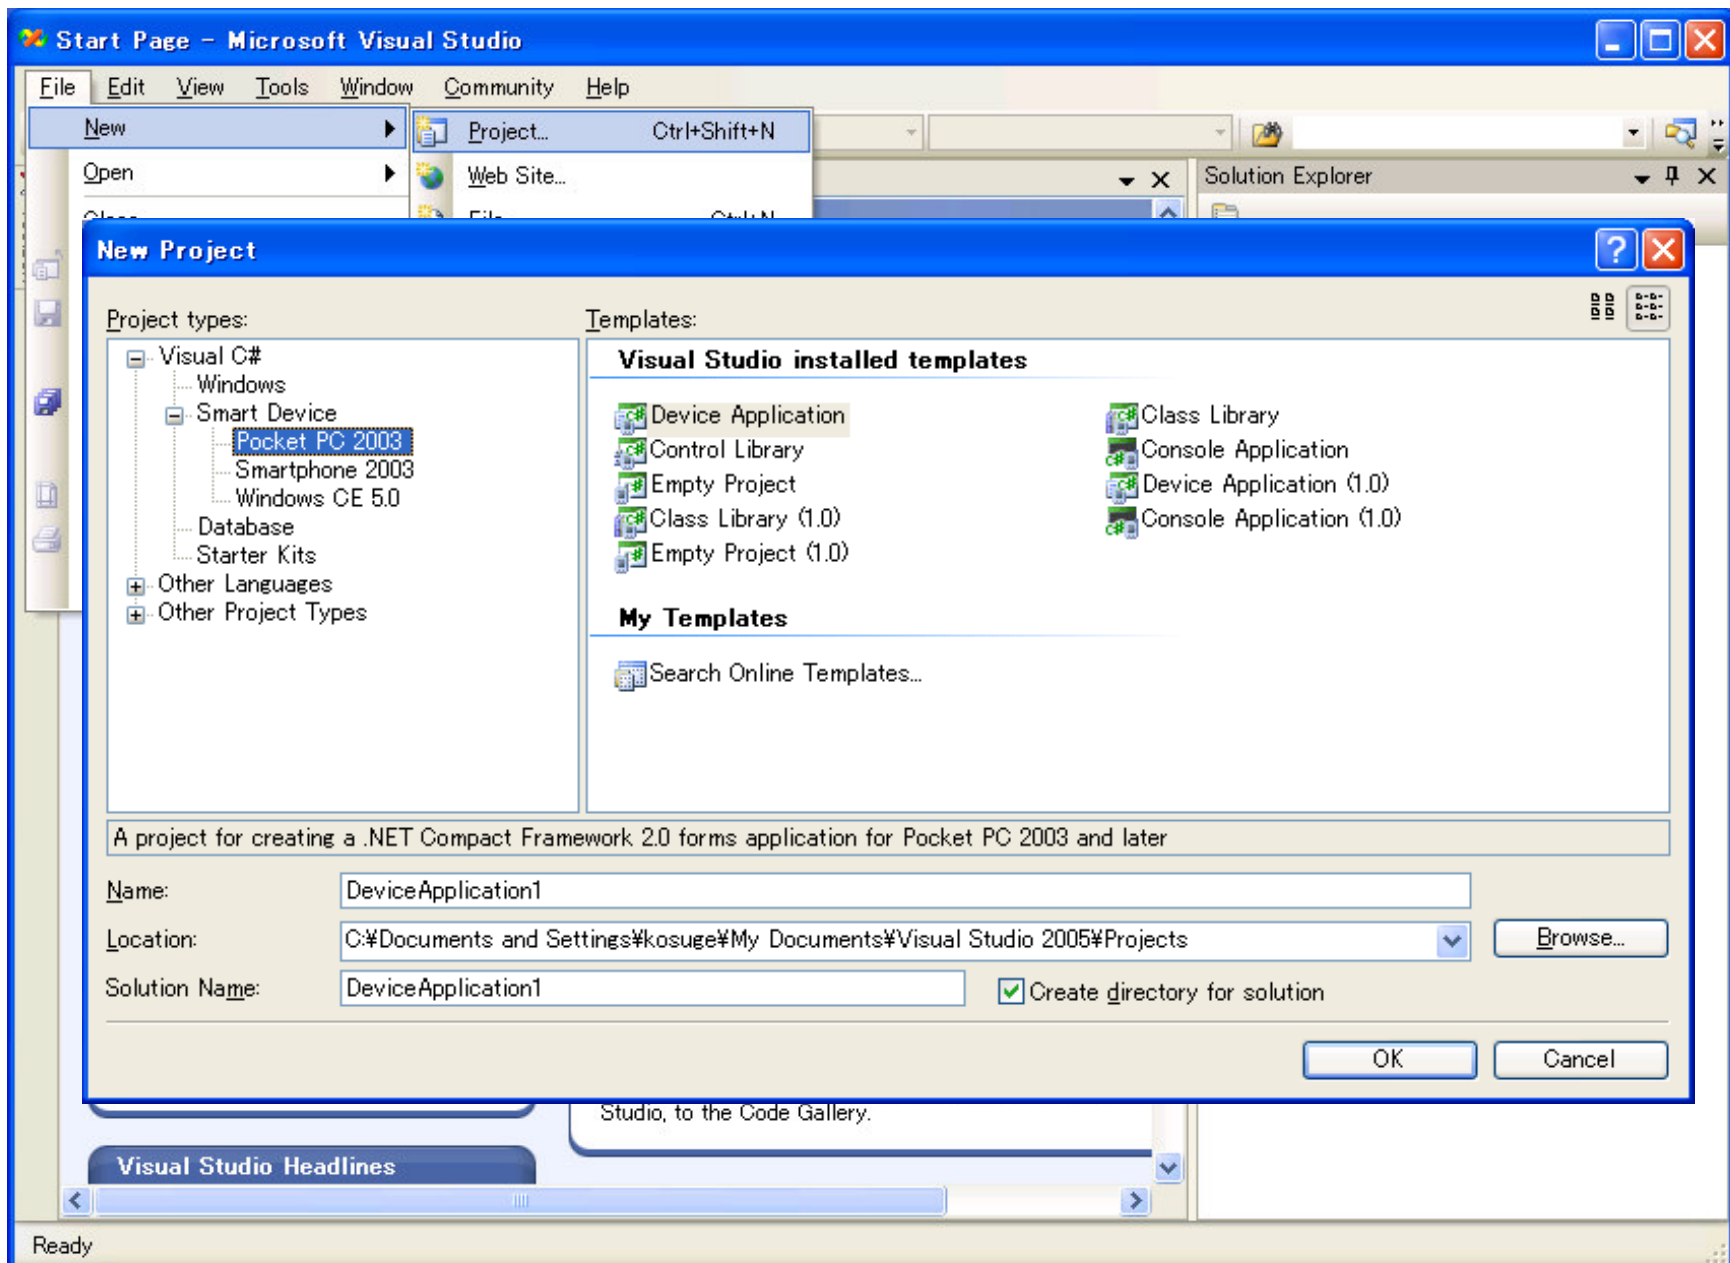 Start Page - Microsoft Visual Studio
File Edit View Tools Window Community Help
New Project... Ctrl+Shift+N
Open Web Site...
Solution Explorer
New Project
Project types:
Visual C#
Windows
Smart Device
Pocket PC 2003
Smartphone 2003
Windows CE 5.0
Database
Starter Kits
Other Languages
Other Project Types
Templates:
Visual Studio installed templates
Device Application Class Library
Control Library Console Application
Empty Project Device Application (1.0)
Class Library (1.0) Console Application (1.0)
Empty Project (1.0)
My Templates
Search Online Templates...
A project for creating a .NET Compact Framework 2.0 forms application for Pocket PC 2003 and later
Name: DeviceApplication1
Location: C:¥Documents and Settings¥kosuge¥My Documents¥Visual Studio 2005¥Projects Browse...
Solution Name: DeviceApplication1 Create directory for solution
OK Cancel
Studio, to the Code Gallery.
Visual Studio Headlines
Ready